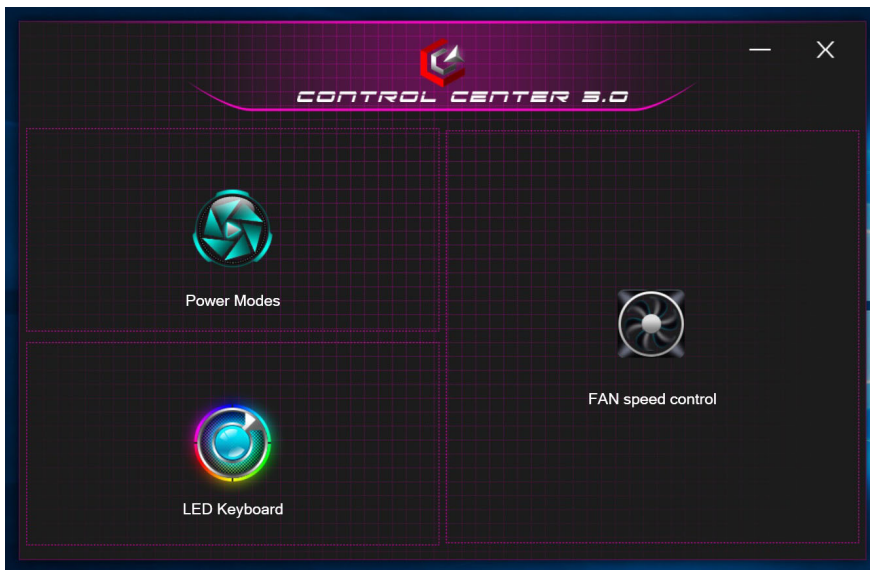 CONTROL CENTER 3.0
Power Modes
FAN speed control
LED Keyboard